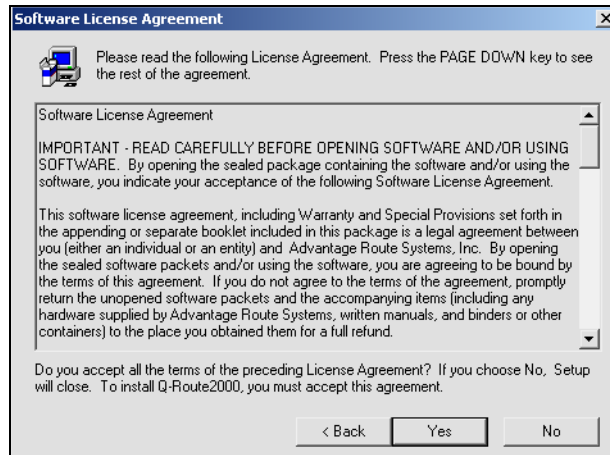 Software License Agreement
Please read the following License Agreement. Press the PAGE DOWN key to see
the rest of the agreement.
Software License Agreement
IMPORTANT - READ CAREFULLY BEFORE OPENING SOFTWARE AND/OR USING
SOFTWARE. By opening the sealed package containing the software and/or using the
software, you indicate your acceptance of the following Software License Agreement.
This software license agreement, including Warranty and Special Provisions set forth in
the appending or separate booklet included in this package is a legal agreement between
you (either an individual or an entity) and Advantage Route Systems, Inc. By opening
the sealed software packets and/or using the software, you are agreeing to be bound by
the terms of this agreement. If you do not agree to the terms of the agreement, promptly
return the unopened software packets and the accompanying items (including any
hardware supplied by Advantage Route Systems, written manuals, and binders or other
containers) to the place you obtained them for a full refund.
Do you accept all the terms of the preceding License Agreement? If you choose No, Setup
will close. To install Q-Route2000, you must accept this agreement.
< Back Yes No